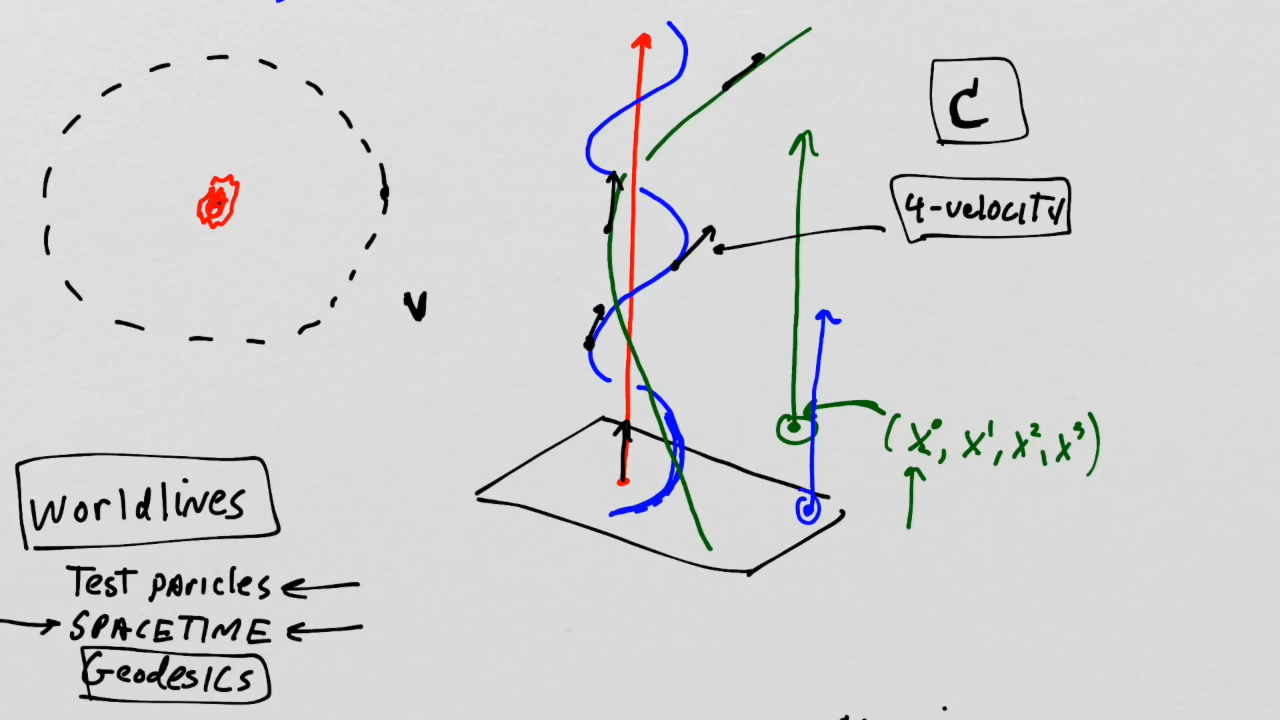 C
4-velocity
V
(x⁰, x¹, x², x³)
Worldlines
Test paricles
SPACETIME
Geodesics